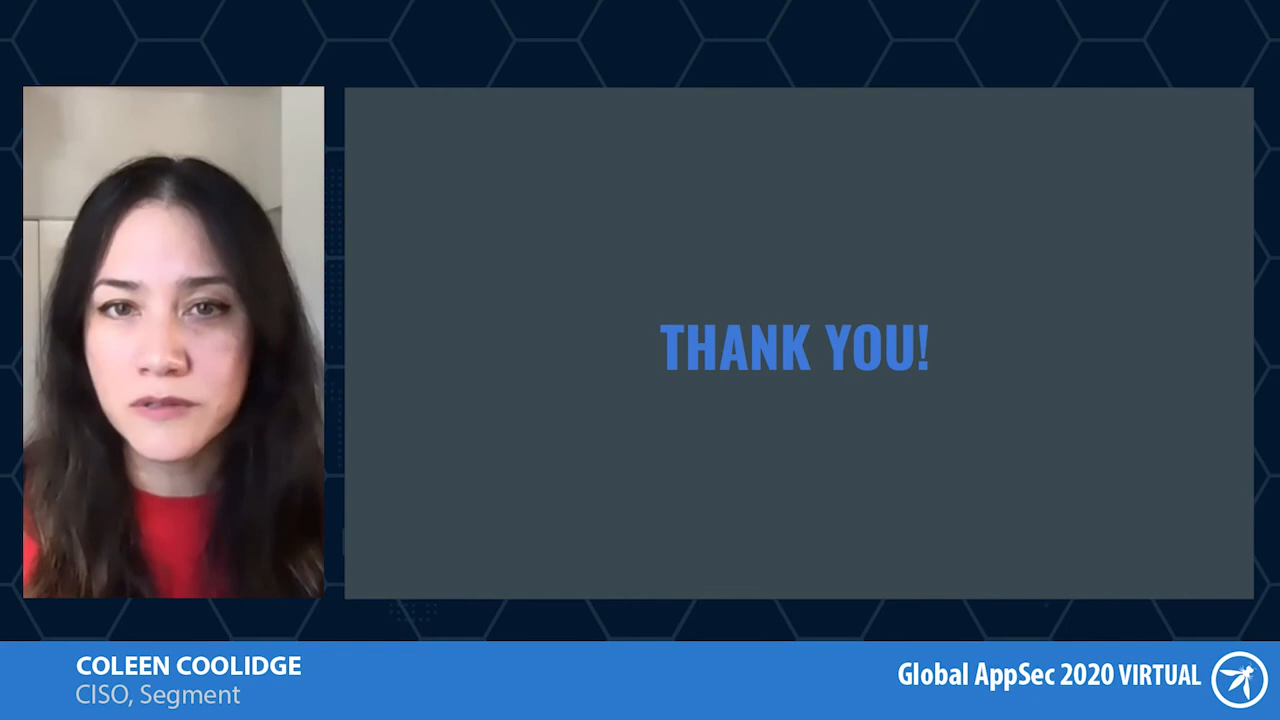 THANK YOU!
COLEEN COOLIDGE
CISO, Segment
Global AppSec 2020 VIRTUAL